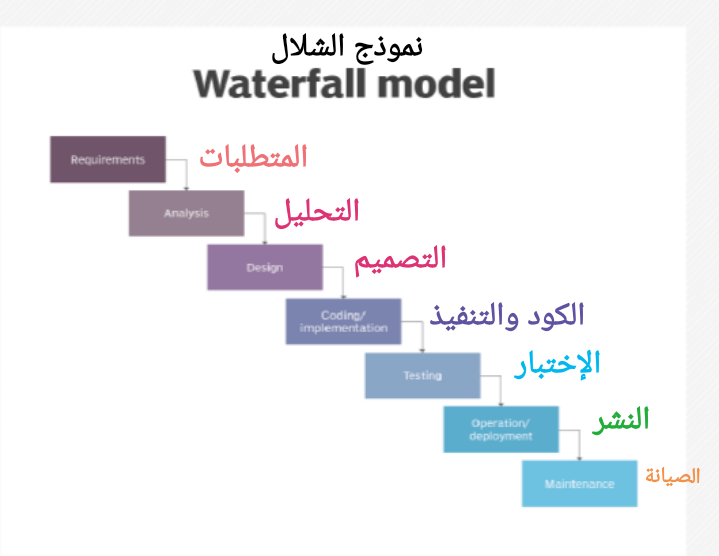 نموذج الشلال
Waterfall model
Requirements
المتطلبات
Analysis
التحليل
Design
التصميم
Coding/
implementation
الكود والتنفيذ
Testing
الإختبار
Operation/
deployment
النشر
Maintenance
الصيانة